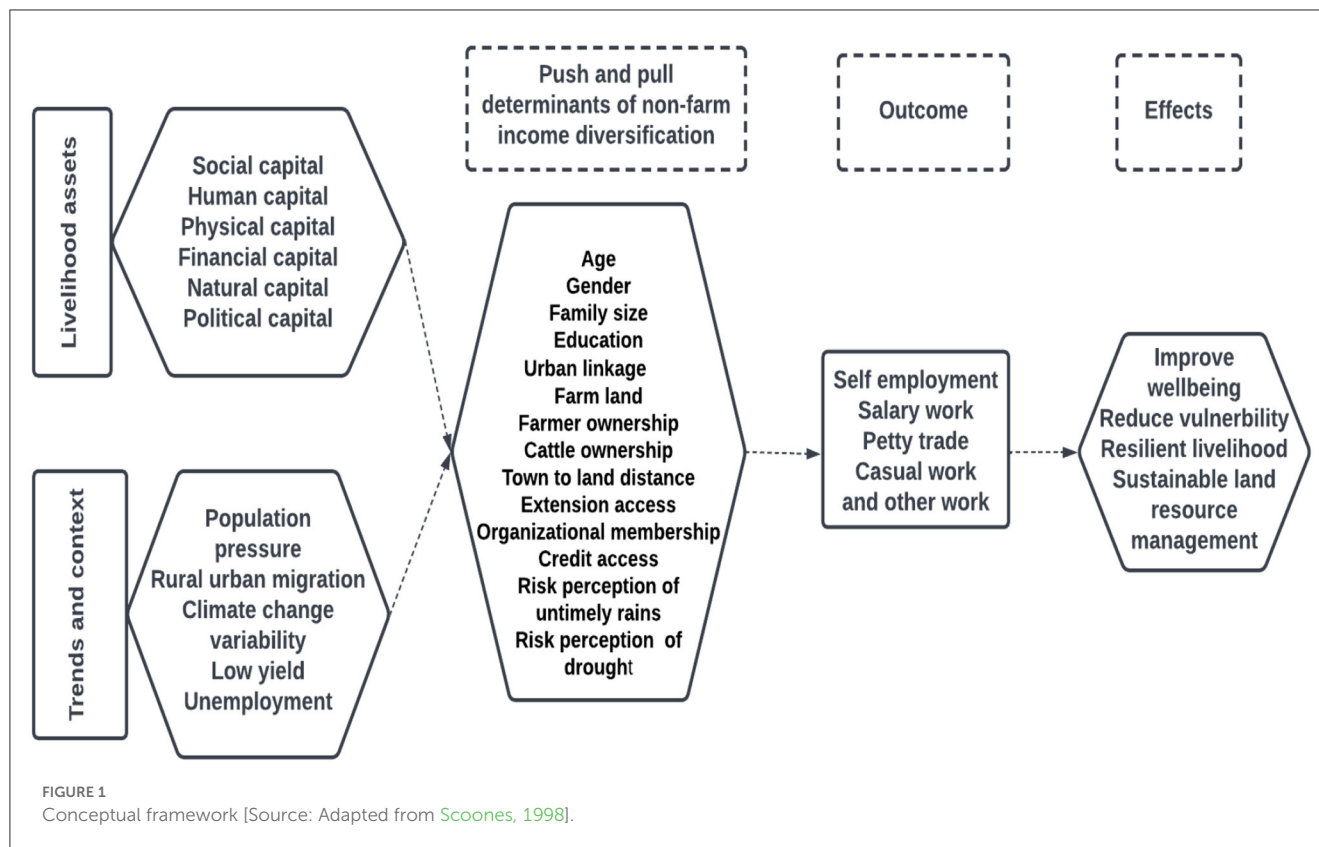 Livelihood assets
Social capital
Human capital
Physical capital
Financial capital
Natural capital
Political capital
Trends and context
Population
pressure
Rural urban migration
Climate change
variability
Low yield
Unemployment
Push and pull
determinants of non-farm
income diversification
Age
Gender
Family size
Education
Urban linkage
Farm land
Farmer ownership
Cattle ownership
Town to land distance
Extension access
Organizational membership
Credit access
Risk perception of
untimely rains
Risk perception of
drought
Outcome
Self employment
Salary work
Petty trade
Casual work
and other work
Effects
Improve
wellbeing
Reduce vulnerbility
Resilient livelihood
Sustainable land
resource
management
FIGURE 1
Conceptual framework [Source: Adapted from Scoones, 1998].